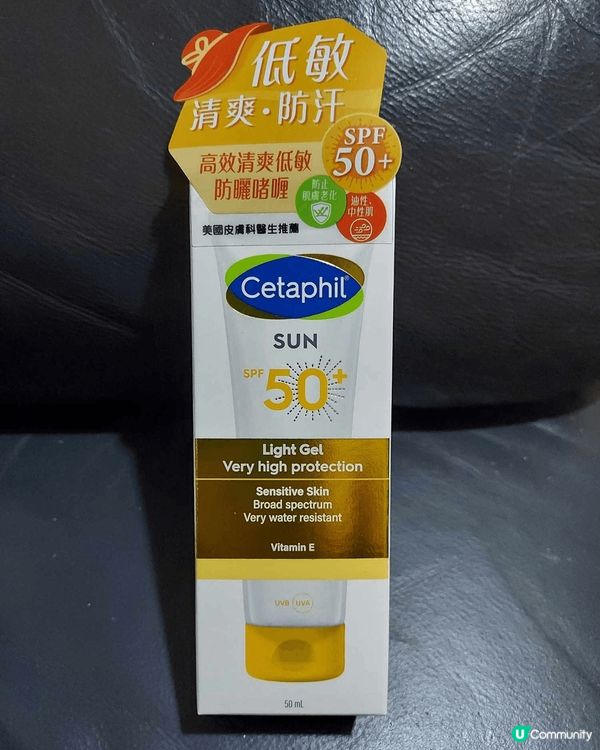 低敏
清爽·防汗
SPF
50+
高效清爽低敏
防曬啫喱
防止
肌膚老化
油性、
中性肌
美國皮膚科醫生推薦
Cetaphil®
SUN
SPF 50+
Light Gel
Very high protection
Sensitive Skin
Broad spectrum
Very water resistant
Vitamin E
UVB UVA
50 mL
U Community